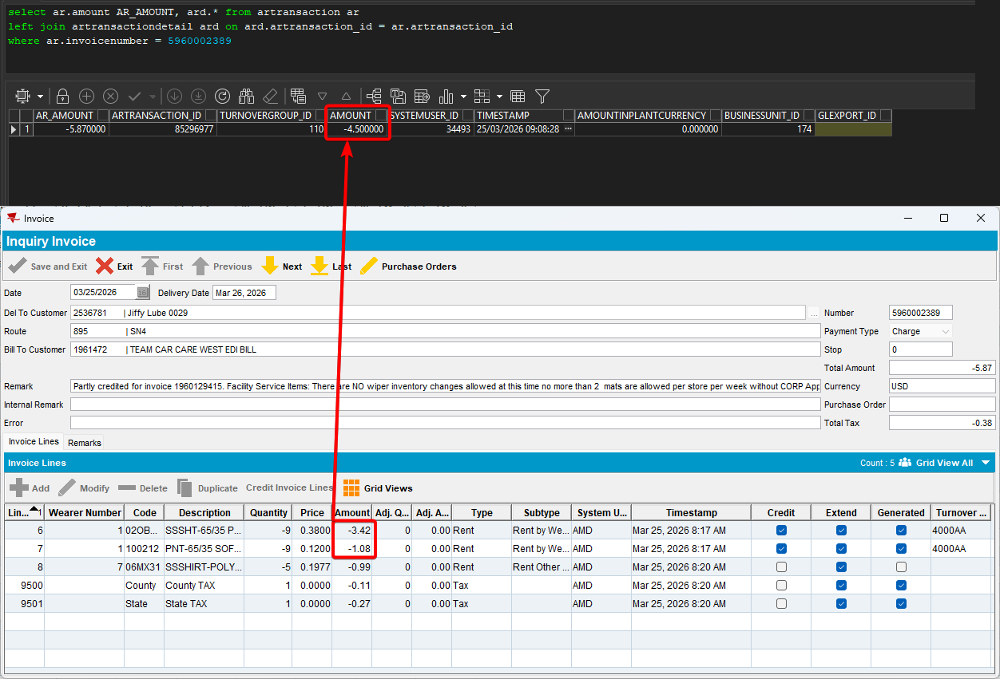 select ar.amount AR_AMOUNT, ard.* from artransaction ar
left join artransactiondetail ard on ard.artransaction_id = ar.artransaction_id
where ar.invoicenumber = 5960002389
AR_AMOUNT ARTRANSACTION_ID TURNOVERGROUP_ID AMOUNT SYSTEMUSER_ID TIMESTAMP AMOUNTINPLANTCURRENCY BUSINESSUNIT_ID GLEXPORT_ID
1 -5.870000 85296977 110 -4.500000 34493 25/03/2026 09:08:28 ... 0.000000 174
Invoice
Inquiry Invoice
Save and Exit Exit First Previous Next Last Purchase Orders
Date 03/25/2026 Delivery Date Mar 26, 2026
Del To Customer 2536781 | Jiffy Lube 0029 ... Number 5960002389
Route 895 | SN4 Payment Type Charge
Bill To Customer 1961472 | TEAM CAR CARE WEST EDI BILL Stop 0
Total Amount -5.87
Remark Partly credited for invoice 1960129415. Facility Service Items: There are NO wiper inventory changes allowed at this time no more than 2 mats are allowed per store per week without CORP App Currency USD
Internal Remark Purchase Order
Error Total Tax -0.38
Invoice Lines Remarks
Invoice Lines Count : 5 Grid View All
Add Modify Delete Duplicate Credit Invoice Lines Grid Views
Lin... 1 Wearer Number Code Description Quantity Price Amount Adj. Q... Adj. A... Type Subtype System U... Timestamp Credit Extend Generated Turnover ...
6 1 02OB... SSSHT-65/35 P... -9 0.3800 -3.42 0 0.00 Rent Rent by We... AMD Mar 25, 2026 8:17 AM 4000AA
7 1 100212 PNT-65/35 SOF... -9 0.1200 -1.08 0 0.00 Rent Rent by We... AMD Mar 25, 2026 8:17 AM 4000AA
8 7 06MX31 SSSHIRT-POLY... -5 0.1977 -0.99 0 0.00 Rent Rent Other ... AMD Mar 25, 2026 8:20 AM
9500 County County TAX 1 0.0000 -0.11 0 0.00 Tax AMD Mar 25, 2026 8:20 AM
9501 State State TAX 1 0.0000 -0.27 0 0.00 Tax AMD Mar 25, 2026 8:20 AM